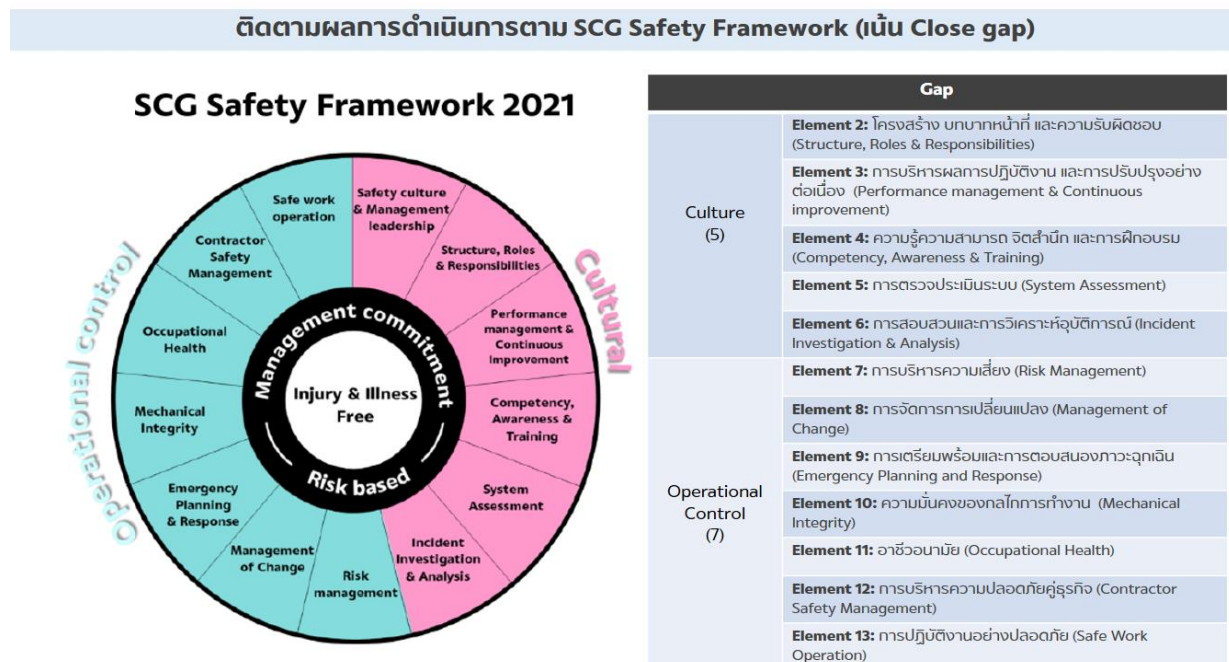 ติดตามผลการดำเนินการตาม SCG Safety Framework (เน้น Close gap)
SCG Safety Framework 2021
Safe work
operation
Safety culture
& Management
leadership
Contractor
Safety
Management
Structure, Roles
& Responsibilities
Occupational
Health
Performance
management &
Continuous
Improvement
Mechanical
Integrity
Competency,
Awareness &
Training
Emergency
Planning
& Response
System
Assessment
Management
of Change
Risk
management
Incident
Investigation
& Analysis
Management commitment
Injury & Illness
Free
Risk based
Operational control
Cultural
Gap
Culture
(5)
Element 2: โครงสร้าง บทบาทหน้าที่ และความรับผิดชอบ
(Structure, Roles & Responsibilities)
Element 3: การบริหารผลการปฏิบัติงาน และการปรับปรุงอย่าง
ต่อเนื่อง (Performance management & Continuous
improvement)
Element 4: ความรู้ความสามารถ จิตสำนึก และการฝึกอบรม
(Competency, Awareness & Training)
Element 5: การตรวจประเมินระบบ (System Assessment)
Element 6: การสอบสวนและการวิเคราะห์อุบัติการณ์ (Incident
Investigation & Analysis)
Operational
Control
(7)
Element 7: การบริหารความเสี่ยง (Risk Management)
Element 8: การจัดการการเปลี่ยนแปลง (Management of
Change)
Element 9: การเตรียมพร้อมและการตอบสนองภาวะฉุกเฉิน
(Emergency Planning and Response)
Element 10: ความมั่นคงของกลไกการทำงาน (Mechanical
Integrity)
Element 11: อาชีวอนามัย (Occupational Health)
Element 12: การบริหารความปลอดภัยคู่ธุรกิจ (Contractor
Safety Management)
Element 13: การปฏิบัติงานอย่างปลอดภัย (Safe Work
Operation)